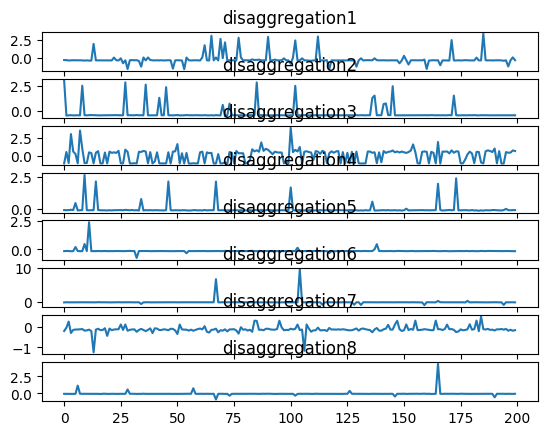 disaggregation1
2.5
0.0
disaggregation2
2.5
0.0
disaggregation3
2.5
0.0
disaggregation4
2.5
0.0
disaggregation5
2.5
0.0
disaggregation6
10
0
disaggregation7
0
−1
disaggregation8
2.5
0.0
0 25 50 75 100 125 150 175 200